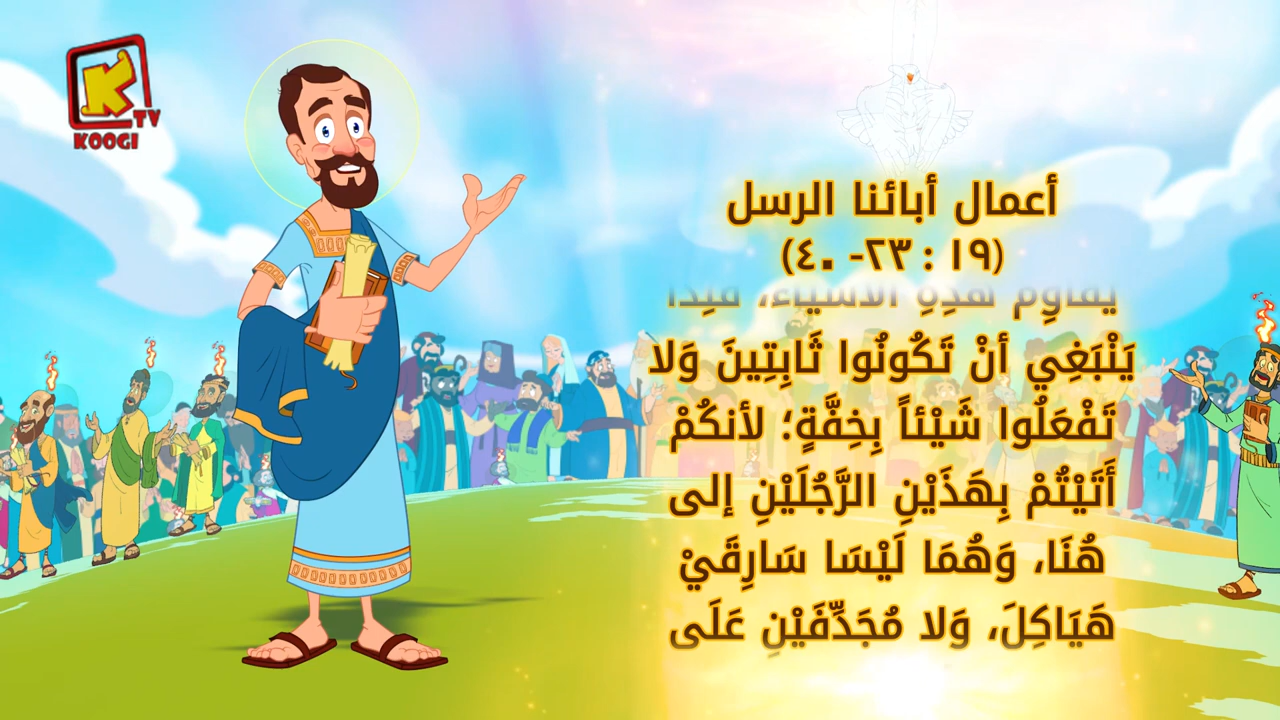 K
TV
KOOGI
أعمال أبائنا الرسل
(١٩ : ٢٣- ٤٠)
يَنْبَغِي أنْ تَكُونُوا ثَابِتِينَ وَلا
تَفْعَلُوا شَيْئاً بِخِفَّةٍ؛ لأنكُمْ
أَتَيْتُمْ بِهَذَيْنِ الرَّجُلَيْنِ إلى
هُنَا، وَهُمَا لَيْسَا سَارِقَيْ
هَيَاكِلَ، وَلا مُجَدِّفَيْنِ عَلَى